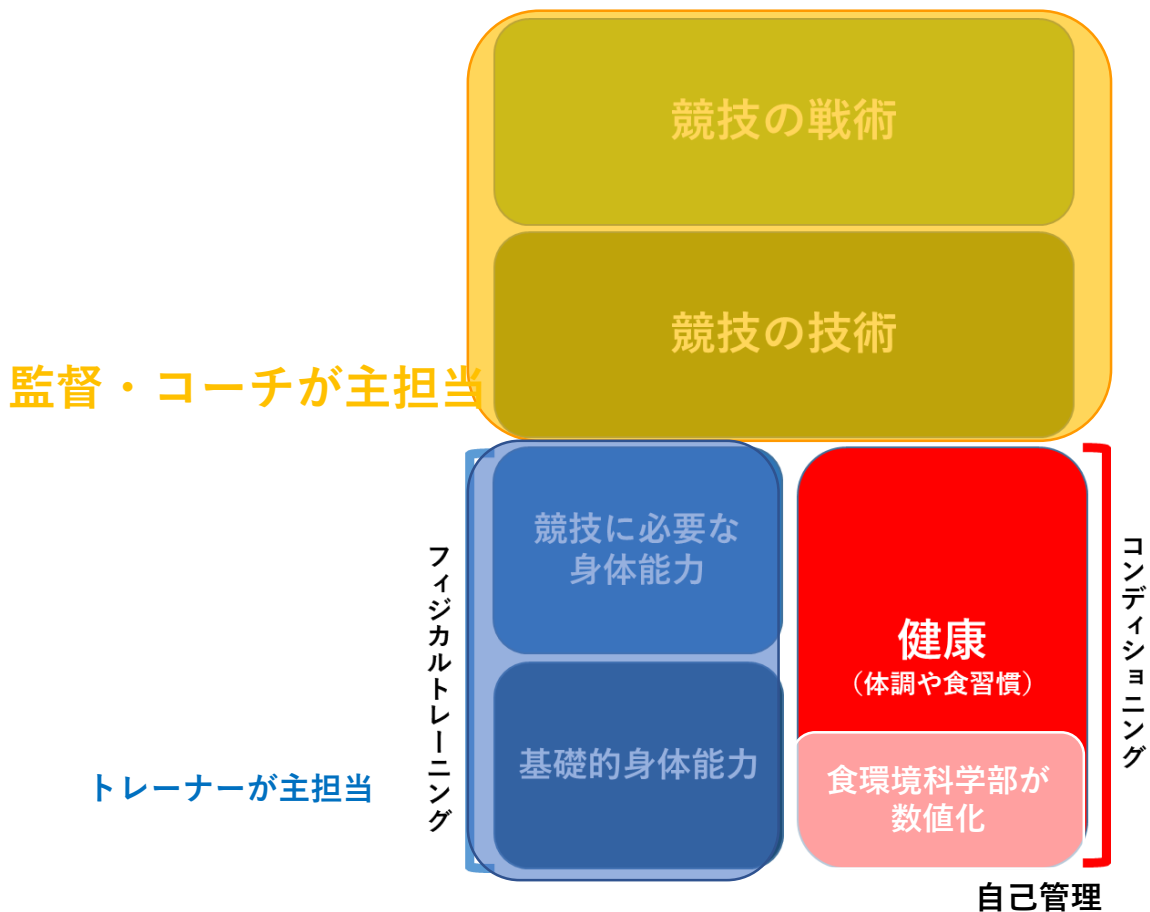 競技の戦術
競技の技術
監督・コーチが主担当
フィジカルトレーニング
競技に必要な
身体能力
基礎的身体能力
トレーナーが主担当
健康
（体調や食習慣）
食環境科学部が
数値化
コンディショニング
自己管理